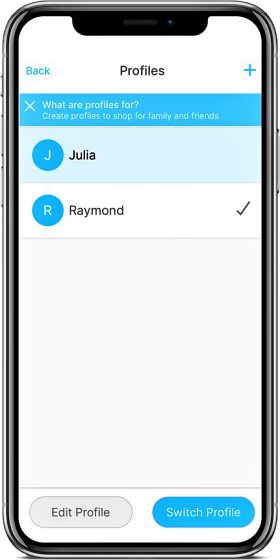 Back
Profiles
+
What are profiles for?
Create profiles to shop for family and friends
J
Julia
R
Raymond
Edit Profile
Switch Profile